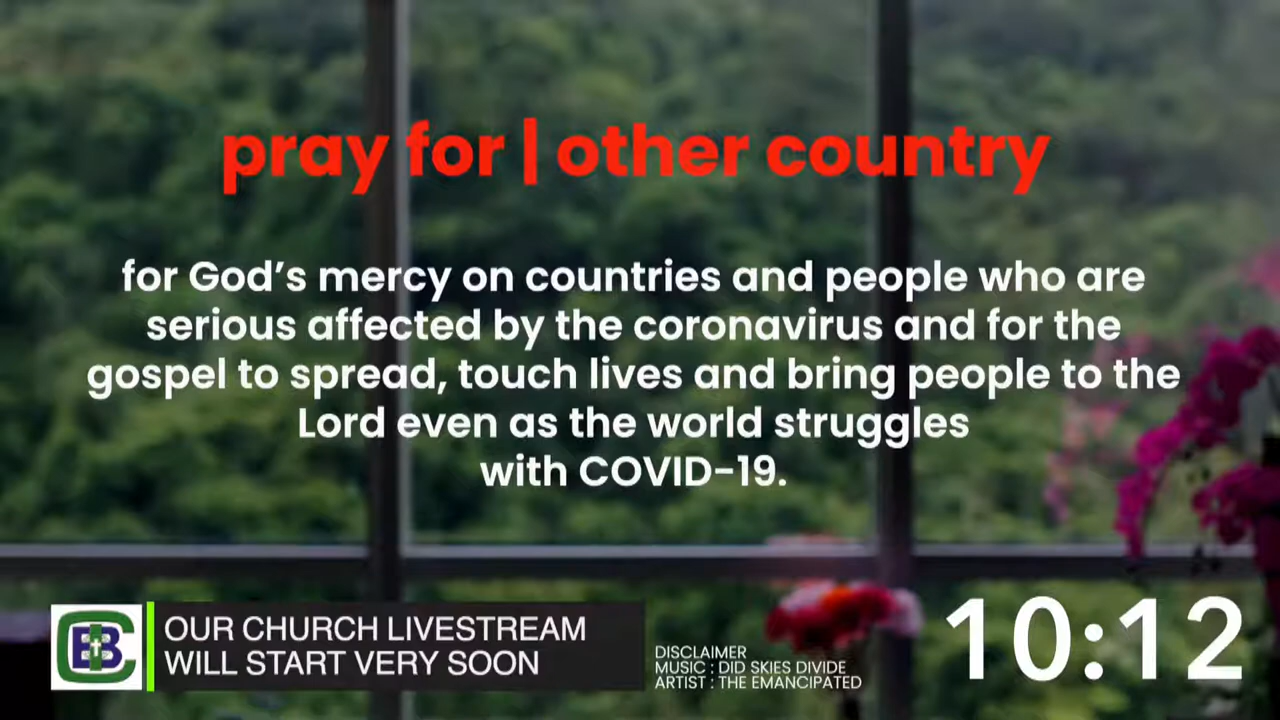 pray for | other country
for God’s mercy on countries and people who are
serious affected by the coronavirus and for the
gospel to spread, touch lives and bring people to the
Lord even as the world struggles
with COVID-19.
CB
OUR CHURCH LIVESTREAM
WILL START VERY SOON
DISCLAIMER
MUSIC : DID SKIES DIVIDE
ARTIST : THE EMANCIPATED
10:12